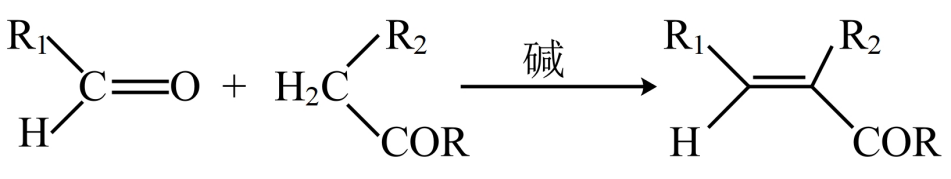 R₁ C=O H + H₂C R₂ COR 碱 R₁ H R₂ COR